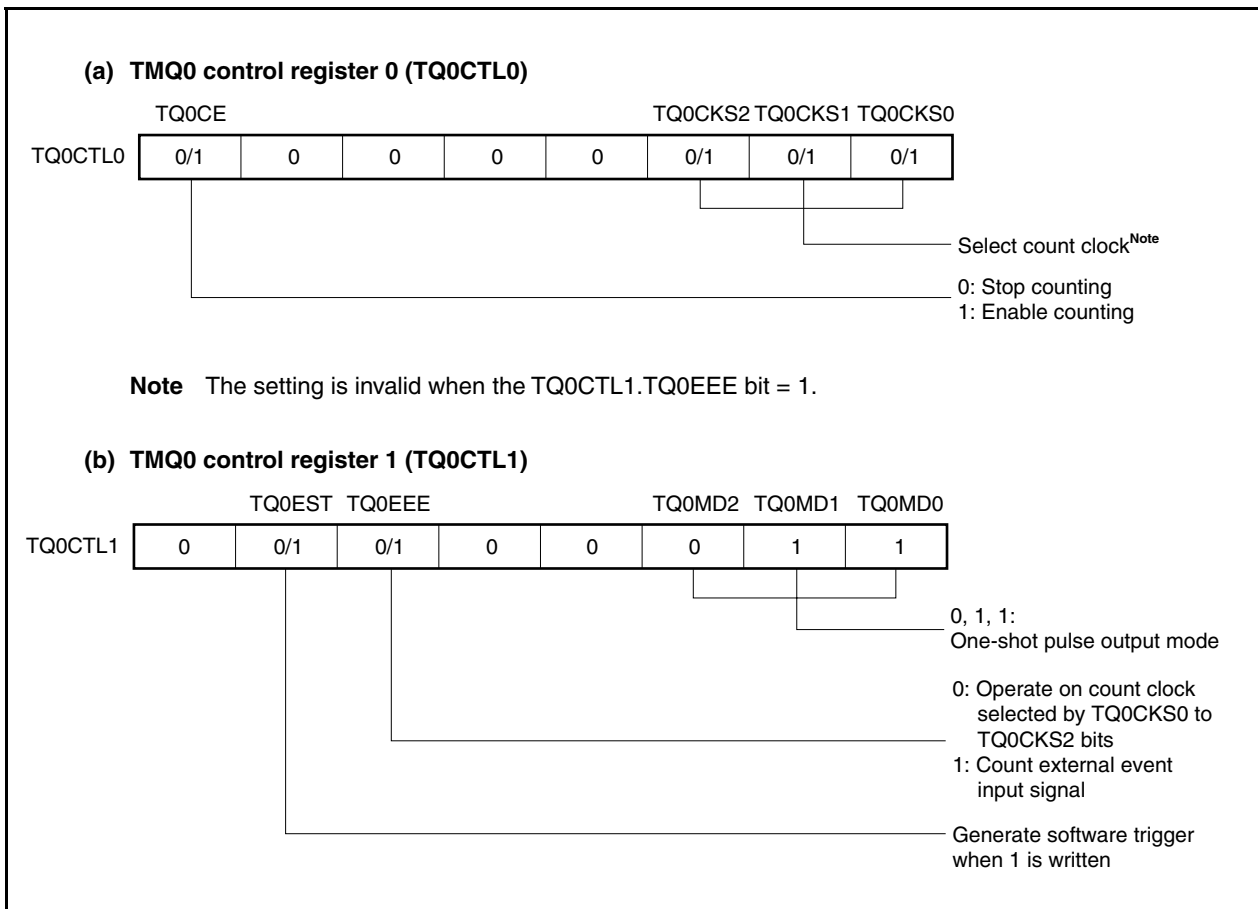 (a) TMQ0 control register 0 (TQ0CTL0)
TQ0CE TQ0CKS2 TQ0CKS1 TQ0CKS0
TQ0CTL0 0/1 0 0 0 0 0/1 0/1 0/1
Select count clockNote
0: Stop counting
1: Enable counting
Note The setting is invalid when the TQ0CTL1.TQ0EEE bit = 1.
(b) TMQ0 control register 1 (TQ0CTL1)
TQ0EST TQ0EEE TQ0MD2 TQ0MD1 TQ0MD0
TQ0CTL1 0 0/1 0/1 0 0 0 1 1
0, 1, 1:
One-shot pulse output mode
0: Operate on count clock
selected by TQ0CKS0 to
TQ0CKS2 bits
1: Count external event
input signal
Generate software trigger
when 1 is written